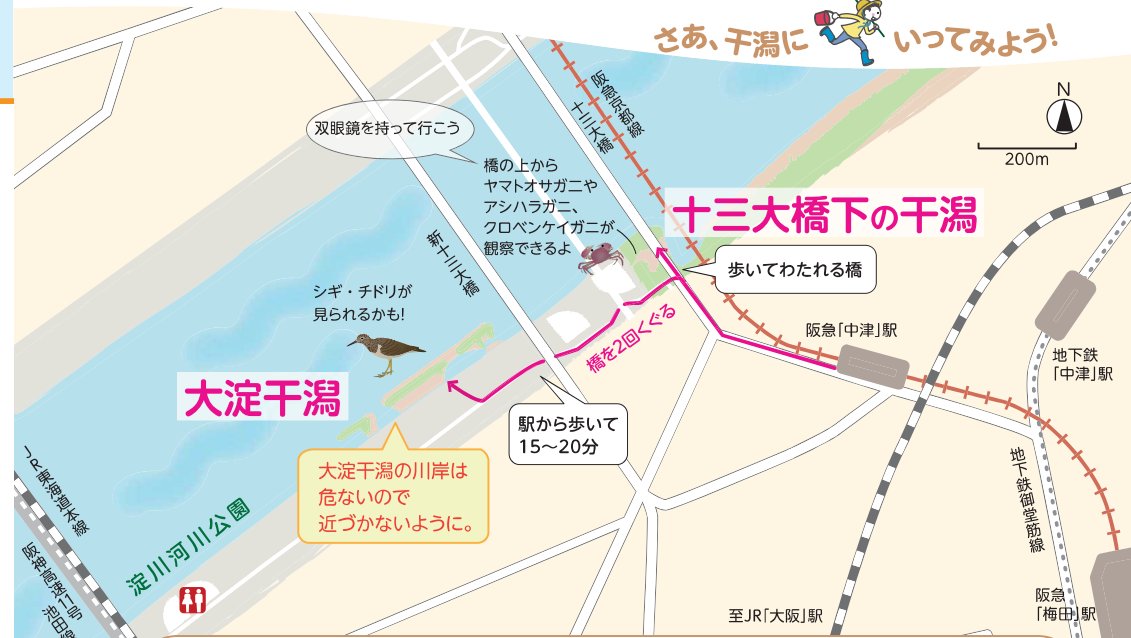 さあ、干潟に いってみよう!
N
200m
双眼鏡を持って行こう
阪急京都線
十三大橋
橋の上から
ヤマトオサガニや
アシハラガニ、
クロベンケイガニが
観察できるよ
十三大橋下の干潟
新十三大橋
歩いてわたれる橋
シギ・チドリが
見られるかも!
橋を2回くぐる
阪急「中津」駅
地下鉄
「中津」駅
大淀干潟
駅から歩いて
15～20分
大淀干潟の川岸は
危ないので
近づかないように。
JR東海道本線
淀川河川公園
阪神高速11号
池田線
地下鉄御堂筋線
阪急
「梅田」駅
至JR「大阪」駅